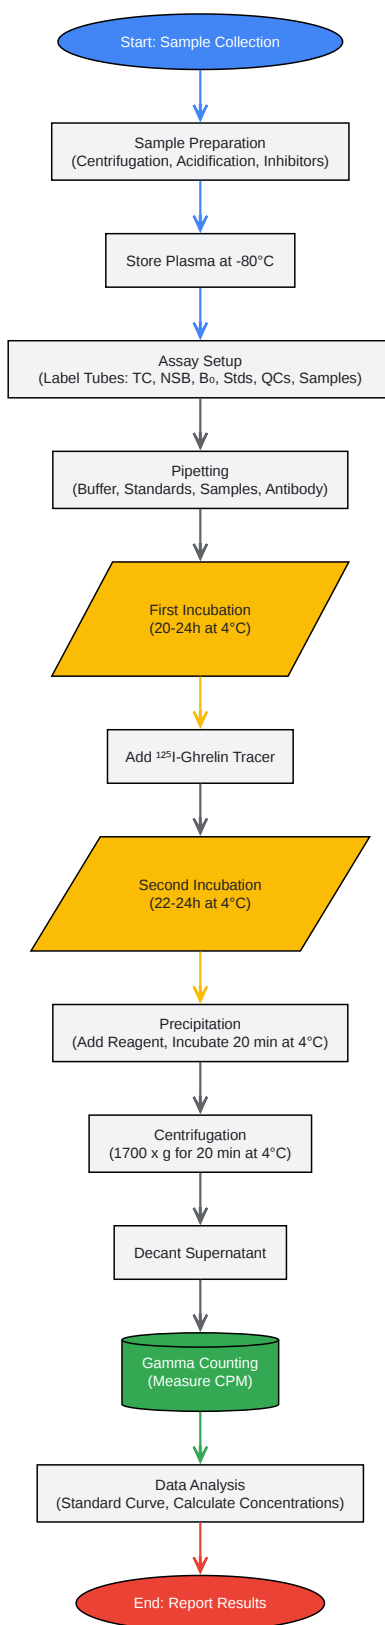 Start: Sample Collection
Sample Preparation
(Centrifugation, Acidification, Inhibitors)
Store Plasma at -80°C
Assay Setup
(Label Tubes: TC, NSB, B₀, Stds, QCs, Samples)
Pipetting
(Buffer, Standards, Samples, Antibody)
First Incubation
(20-24h at 4°C)
Add ¹²⁵I-Ghrelin Tracer
Second Incubation
(22-24h at 4°C)
Precipitation
(Add Reagent, Incubate 20 min at 4°C)
Centrifugation
(1700 x g for 20 min at 4°C)
Decant Supernatant
Gamma Counting
(Measure CPM)
Data Analysis
(Standard Curve, Calculate Concentrations)
End: Report Results